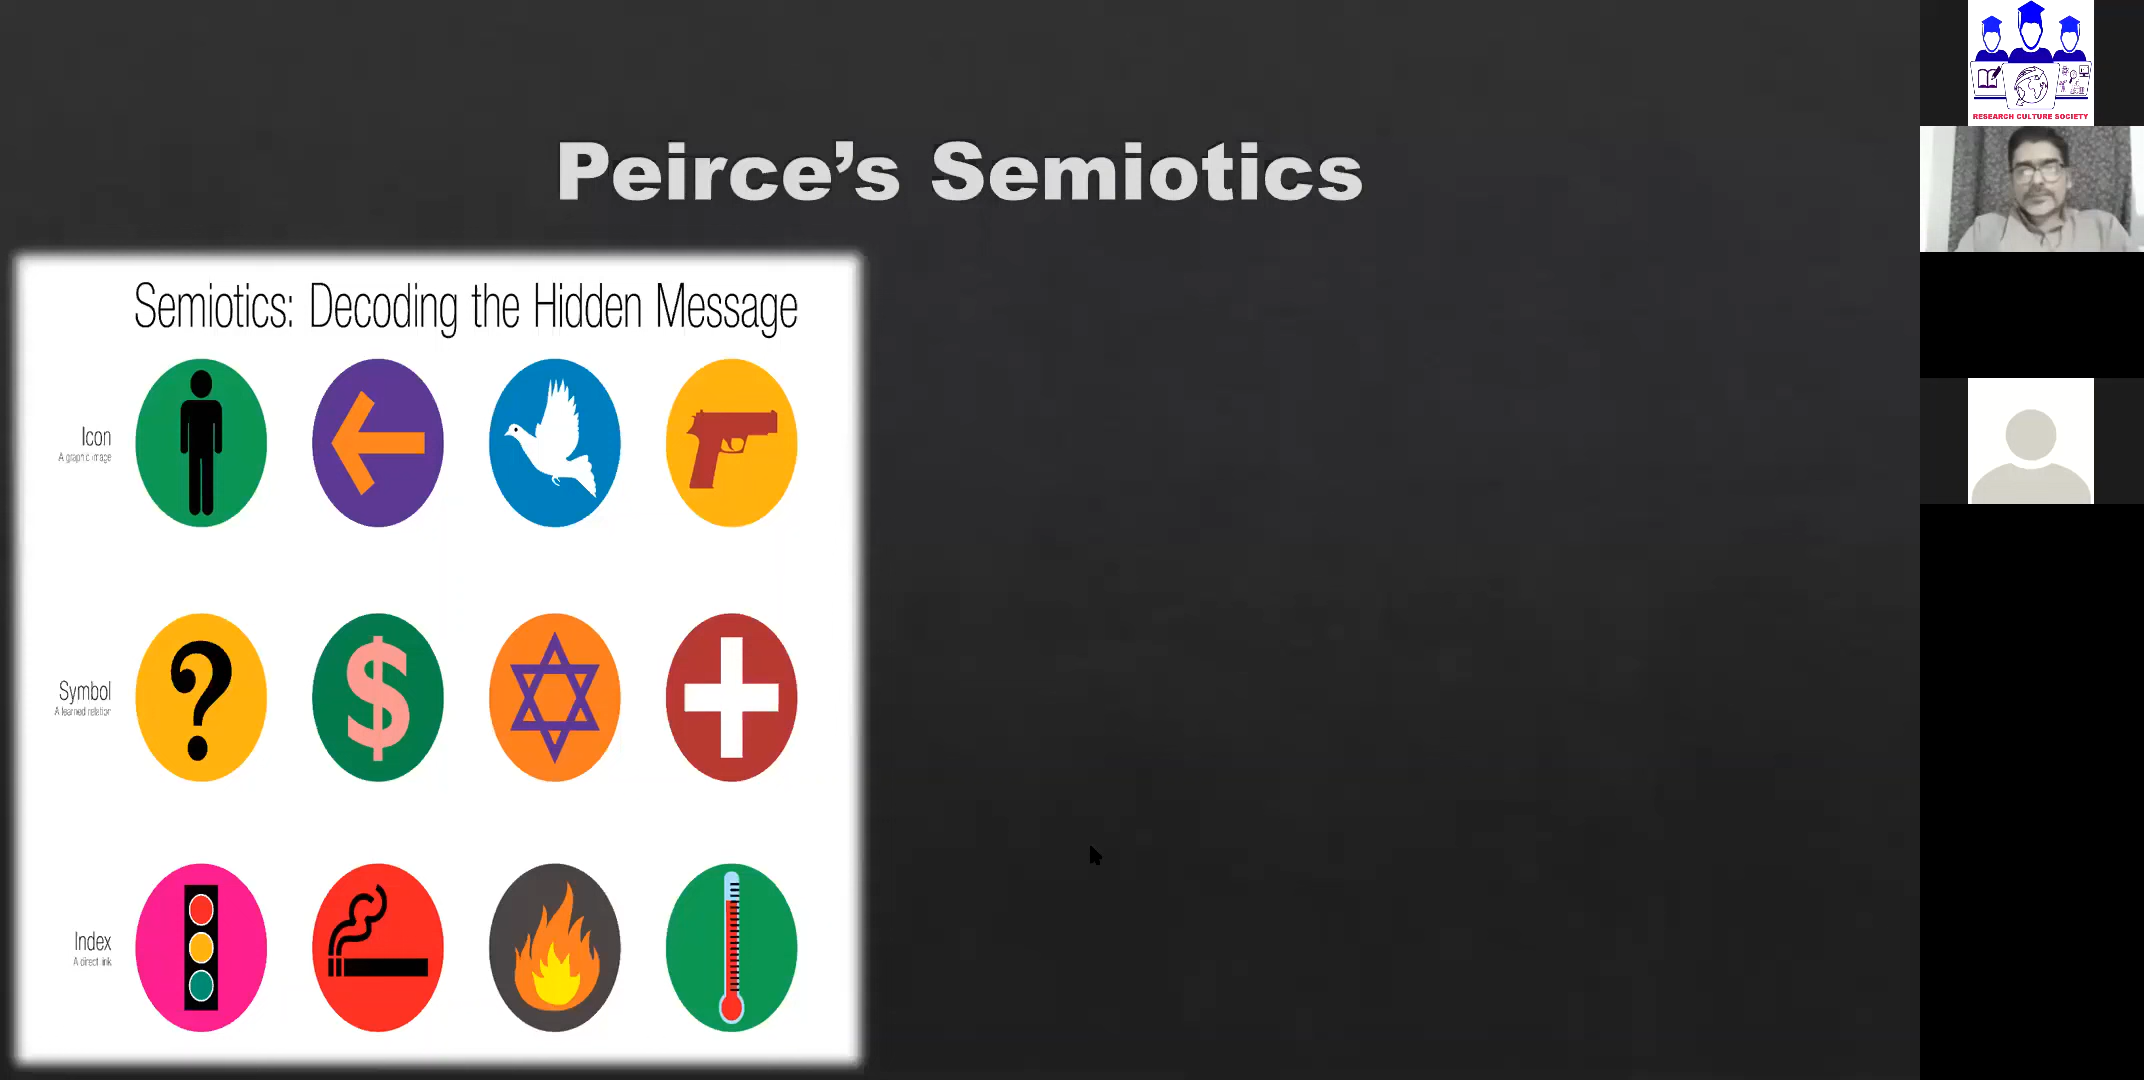 Peirce’s Semiotics
RESEARCH CULTURE SOCIETY
Semiotics: Decoding the Hidden Message
Icon
A graphic image
?
$
Symbol
A learned relation
Index
A direct link